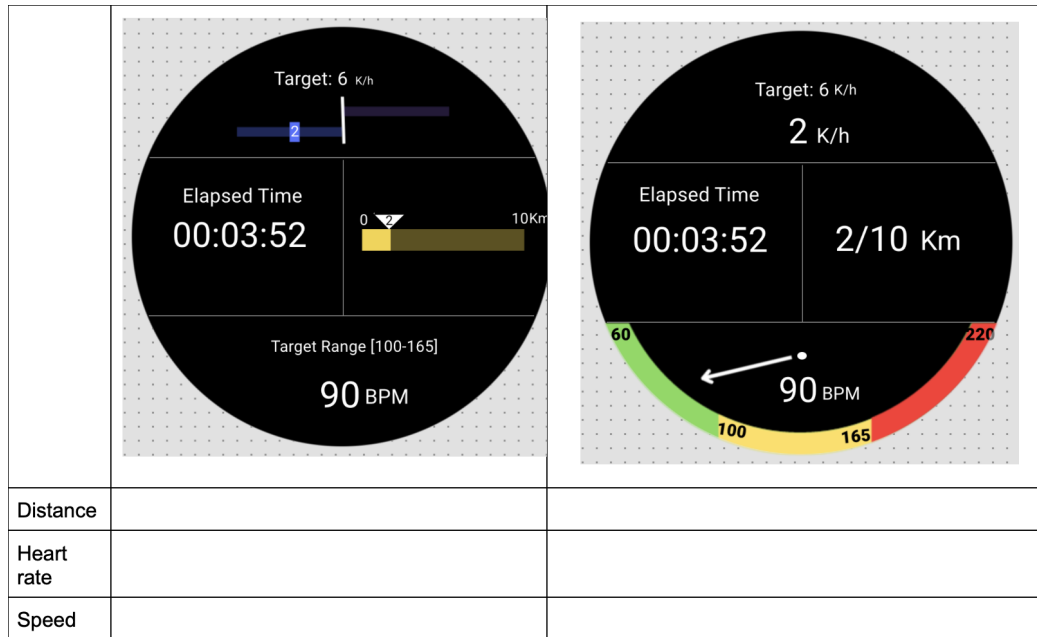 Target: 6 K/h
2
Elapsed Time
00:03:52
0 2 10Km
Target Range [100-165]
90 BPM
Target: 6 K/h
2 K/h
Elapsed Time
00:03:52
2/10 Km
60
220
90 BPM
100
165
Distance
Heart
rate
Speed